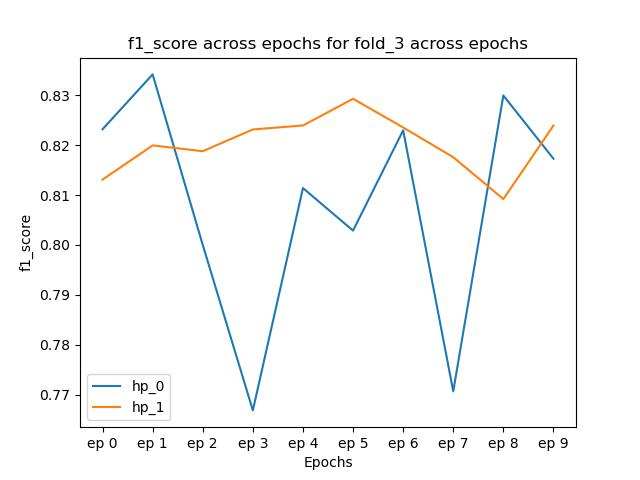 f1_score across epochs for fold_3 across epochs
f1_score
0.83
0.82
0.81
0.80
0.79
0.78
0.77
hp_0
hp_1
ep 0 ep 1 ep 2 ep 3 ep 4 ep 5 ep 6 ep 7 ep 8 ep 9
Epochs